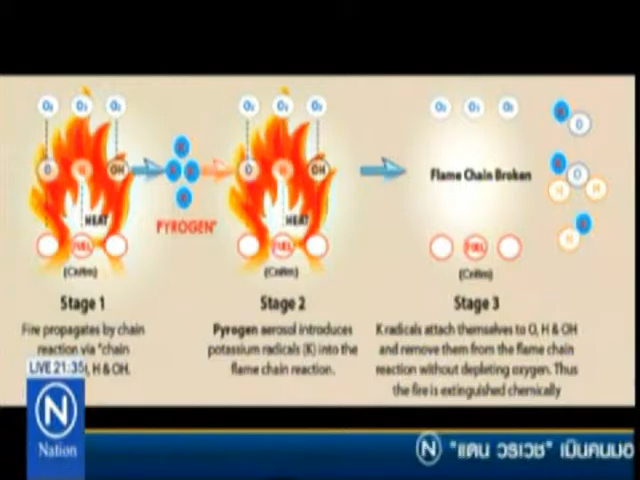 O₂ O₂ O₂ O₂ O₂ O₂ O₂ O₂ O₂
O H OH O H OH
HEAT HEAT
PYROGEN®
Flame Chain Broken
FUEL FUEL FUEL
(CnHm) (CnHm) (CnHm)
O
O
H H
H
Stage 1
Fire propagates by chain
reaction via "chain
H & OH.
Stage 2
Pyrogen aerosol introduces
potassium radicals (K) into the
flame chain reaction.
Stage 3
K radicals attach themselves to O, H & OH
and remove them from the flame chain
reaction without depleting oxygen. Thus
the fire is extinguished chemically
LIVE 21:35
N
Nation
N "แดน วรเวช" เป็นคนมอ